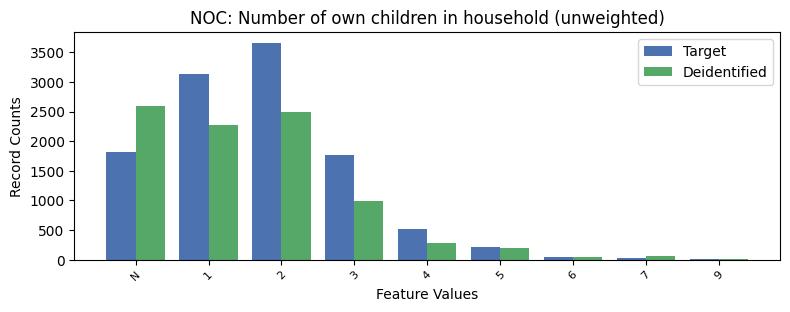 NOC: Number of own children in household (unweighted)
Target
Deidentified
Record Counts
3500
3000
2500
2000
1500
1000
500
0
N 1 2 3 4 5 6 7 9
Feature Values